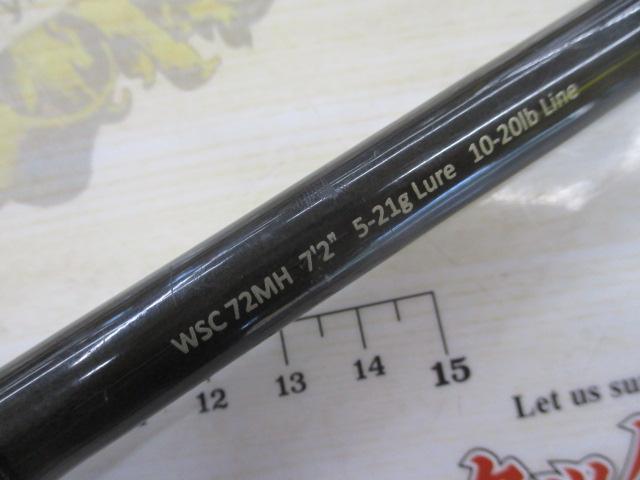 WSC 72MH 7'2" 5-21g Lure 10-20lb Line
12 13 14 15
Let us su